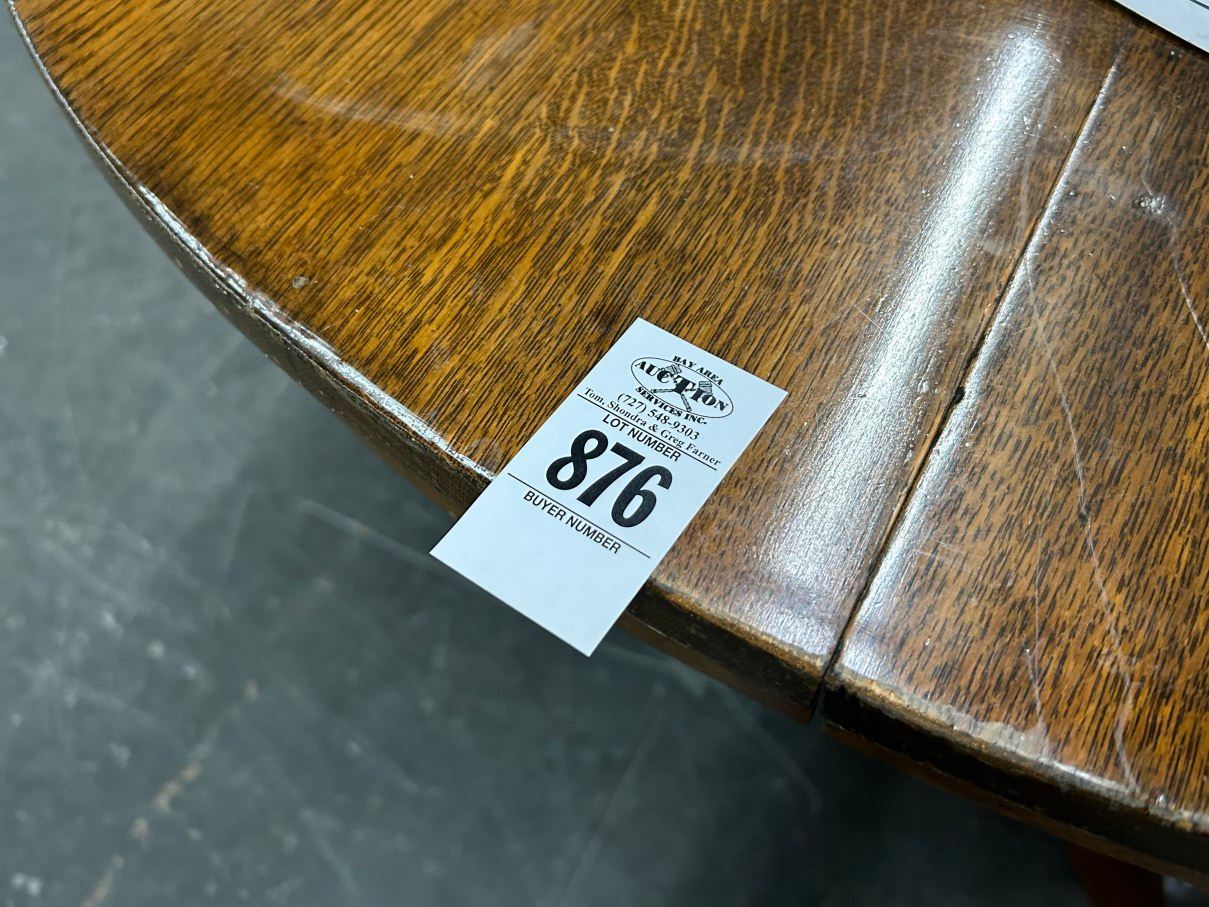 BAY AREA
AUCTION
SERVICES INC.
(727) 548-9303
Tom, Shondra & Greg Farner
LOT NUMBER
876
BUYER NUMBER